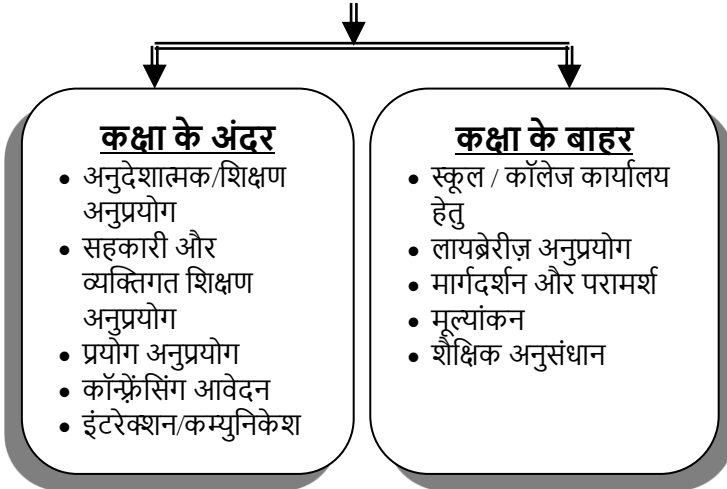 कक्षा के अंदर
• अनुदेशात्मक/शिक्षण
अनुप्रयोग
• सहकारी और
व्यक्तिगत शिक्षण
अनुप्रयोग
• प्रयोग अनुप्रयोग
• कॉन्फ़्रेंसिंग आवेदन
• इंटरेक्शन/कम्युनिकेश
कक्षा के बाहर
• स्कूल / कॉलेज कार्यालय
हेतु
• लायब्रेरीज़ अनुप्रयोग
• मार्गदर्शन और परामर्श
• मूल्यांकन
• शैक्षिक अनुसंधान